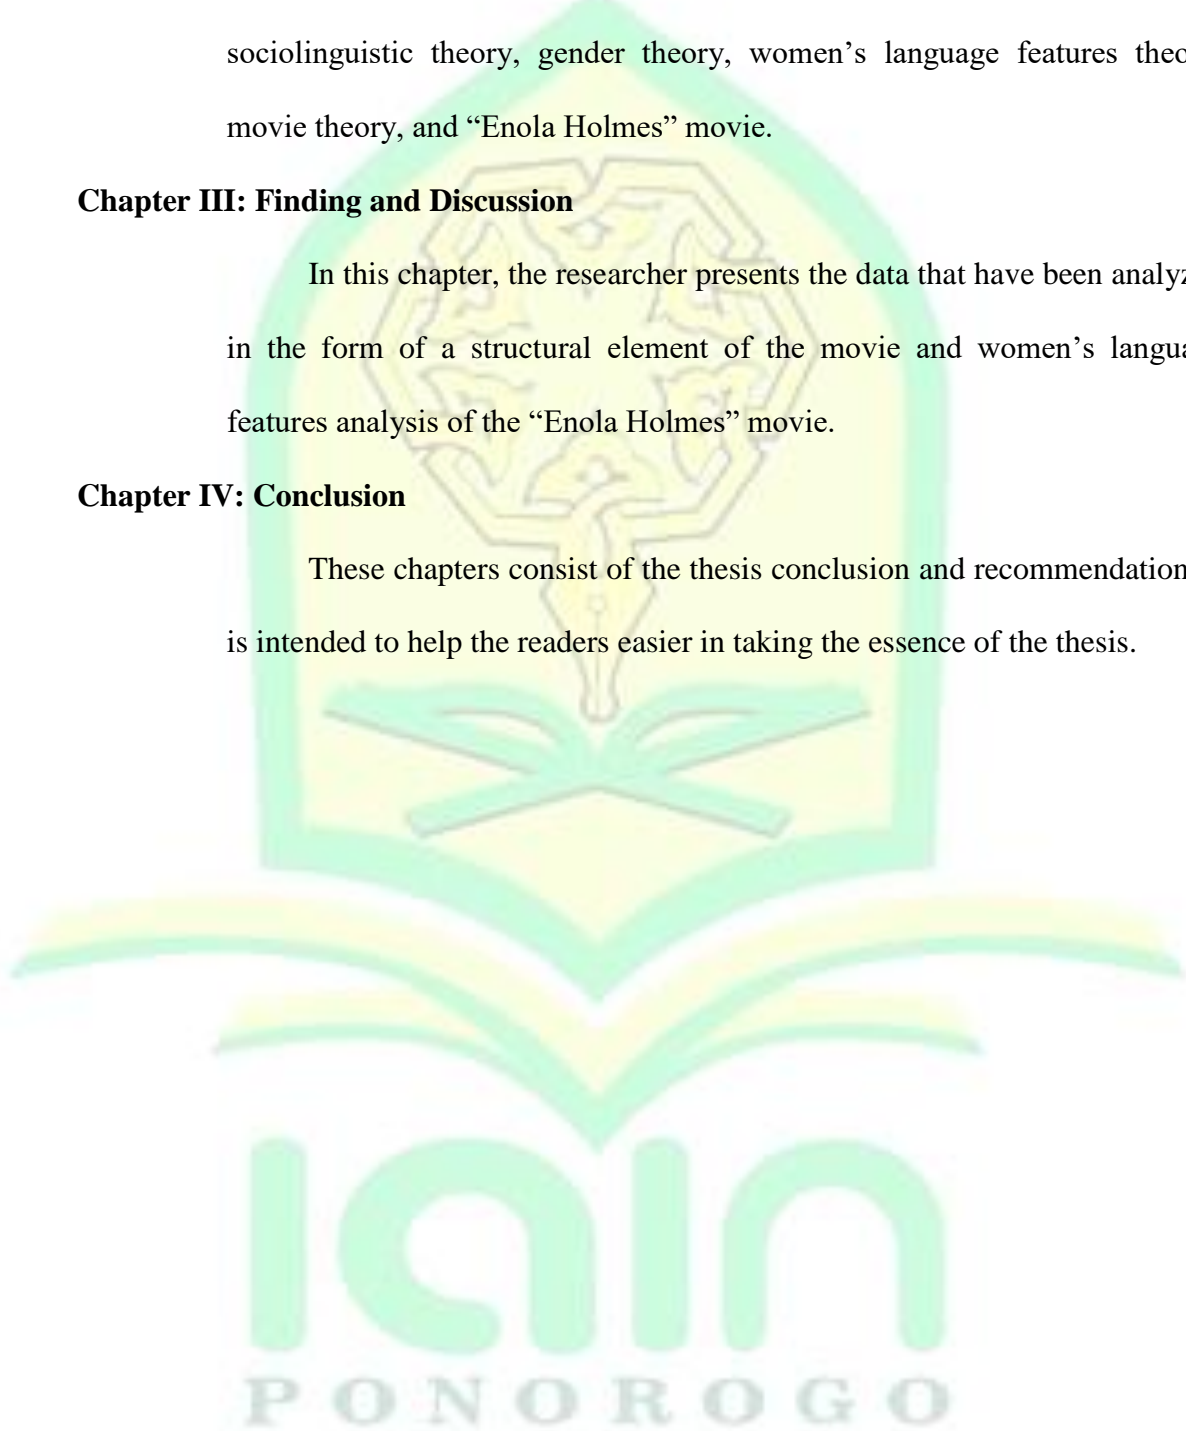 sociolinguistic theory, gender theory, women’s language features theo
movie theory, and “Enola Holmes” movie.
Chapter III: Finding and Discussion
In this chapter, the researcher presents the data that have been analyz
in the form of a structural element of the movie and women’s langua
features analysis of the “Enola Holmes” movie.
Chapter IV: Conclusion
These chapters consist of the thesis conclusion and recommendation
is intended to help the readers easier in taking the essence of the thesis.
iain
PONOROGO